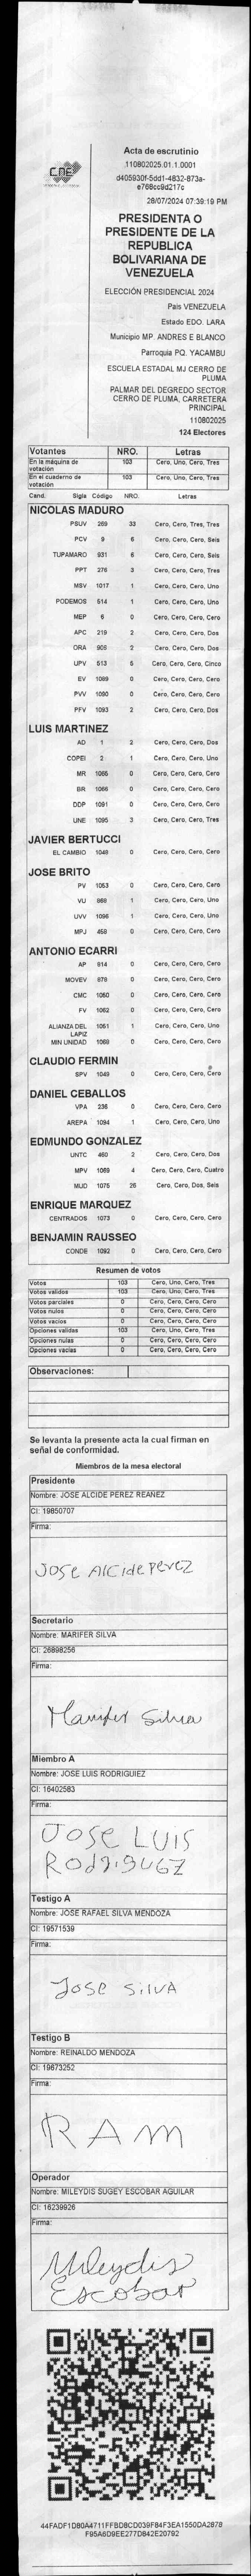 CNE
Acta de escrutinio
110802025.01.1.0001
d405930f-5dd1-4832-873a-
e766cc9d217c
28/07/2024 07:39:19 PM
PRESIDENTA O
PRESIDENTE DE LA
REPUBLICA
BOLIVARIANA DE
VENEZUELA
ELECCIÓN PRESIDENCIAL 2024
Pais VENEZUELA
Estado EDO. LARA
Municipio MP. ANDRES E BLANCO
Parroquia PQ. YACAMBU
ESCUELA ESTADAL MJ CERRO DE
PLUMA
PALMAR DEL DEGREDO SECTOR
CERRO DE PLUMA, CARRETERA
PRINCIPAL
110802025
124 Electores
Votantes NRO. Letras
En la máquina de votación 103 Cero, Uno, Cero, Tres
En el cuaderno de votación 103 Cero, Uno, Cero, Tres
Cand. Sigla Código NRO. Letras
NICOLAS MADURO
PSUV 269 33 Cero, Cero, Tres, Tres
PCV 9 6 Cero, Cero, Cero, Seis
TUPAMARO 931 6 Cero, Cero, Cero, Seis
PPT 276 3 Cero, Cero, Cero, Tres
MSV 1017 1 Cero, Cero, Cero, Uno
PODEMOS 514 1 Cero, Cero, Cero, Uno
MEP 6 0 Cero, Cero, Cero, Cero
APC 219 2 Cero, Cero, Cero, Dos
ORA 905 2 Cero, Cero, Cero, Dos
UPV 513 5 Cero, Cero, Cero, Cinco
EV 1089 0 Cero, Cero, Cero, Cero
PVV 1090 0 Cero, Cero, Cero, Cero
PFV 1093 2 Cero, Cero, Cero, Dos
LUIS MARTINEZ
AD 1 2 Cero, Cero, Cero, Dos
COPEI 2 1 Cero, Cero, Cero, Uno
MR 1065 0 Cero, Cero, Cero, Cero
BR 1066 0 Cero, Cero, Cero, Cero
DDP 1091 0 Cero, Cero, Cero, Cero
UNE 1095 3 Cero, Cero, Cero, Tres
JAVIER BERTUCCI
EL CAMBIO 1048 0 Cero, Cero, Cero, Cero
JOSE BRITO
PV 1053 0 Cero, Cero, Cero, Cero
VU 868 1 Cero, Cero, Cero, Uno
UVV 1096 1 Cero, Cero, Cero, Uno
MPJ 458 0 Cero, Cero, Cero, Cero
ANTONIO ECARRI
AP 614 0 Cero, Cero, Cero, Cero
MOVEV 878 0 Cero, Cero, Cero, Cero
CMC 1050 0 Cero, Cero, Cero, Cero
FV 1062 0 Cero, Cero, Cero, Cero
ALIANZA DEL LAPIZ 1051 1 Cero, Cero, Cero, Uno
MIN UNIDAD 1068 0 Cero, Cero, Cero, Cero
CLAUDIO FERMIN
SPV 1049 0 Cero, Cero, Cero, Cero
DANIEL CEBALLOS
VPA 236 0 Cero, Cero, Cero, Cero
AREPA 1094 1 Cero, Cero, Cero, Uno
EDMUNDO GONZALEZ
UNTC 460 2 Cero, Cero, Cero, Dos
MPV 1069 4 Cero, Cero, Cero, Cuatro
MUD 1075 26 Cero, Cero, Dos, Seis
ENRIQUE MARQUEZ
CENTRADOS 1073 0 Cero, Cero, Cero, Cero
BENJAMIN RAUSSEO
CONDE 1092 0 Cero, Cero, Cero, Cero
Resumen de votos
Votos 103 Cero, Uno, Cero, Tres
Votos validos 103 Cero, Uno, Cero, Tres
Votos parciales 0 Cero, Cero, Cero, Cero
Votos nulos 0 Cero, Cero, Cero, Cero
Votos vacios 0 Cero, Cero, Cero, Cero
Opciones validas 103 Cero, Uno, Cero, Tres
Opciones nulas 0 Cero, Cero, Cero, Cero
Opciones vacias 0 Cero, Cero, Cero, Cero
Observaciones:
Se levanta la presente acta la cual firman en
señal de conformidad.
Miembros de la mesa electoral
Presidente
Nombre: JOSE ALCIDE PEREZ REAÑEZ
CI: 19850707
Firma:
JOSE AlCide PeVeZ
Secretario
Nombre: MARIFER SILVA
CI: 26898256
Firma:
Marifer Silva
Miembro A
Nombre: JOSE LUIS RODRIGUIEZ
CI: 16402583
Firma:
JOSE LUIS
RODRIGUEZ
Testigo A
Nombre: JOSE RAFAEL SILVA MENDOZA
CI: 19571539
Firma:
Jose SilVA
Testigo B
Nombre: REINALDO MENDOZA
CI: 19673252
Firma:
RAM
Operador
Nombre: MILEYDIS SUGEY ESCOBAR AGUILAR
CI: 16239926
Firma:
Mileydis
Escobar
44FADF1D80A4711FFBD8CD039F84F3EA1550DA2878
F95A6D9EE277D842E20792